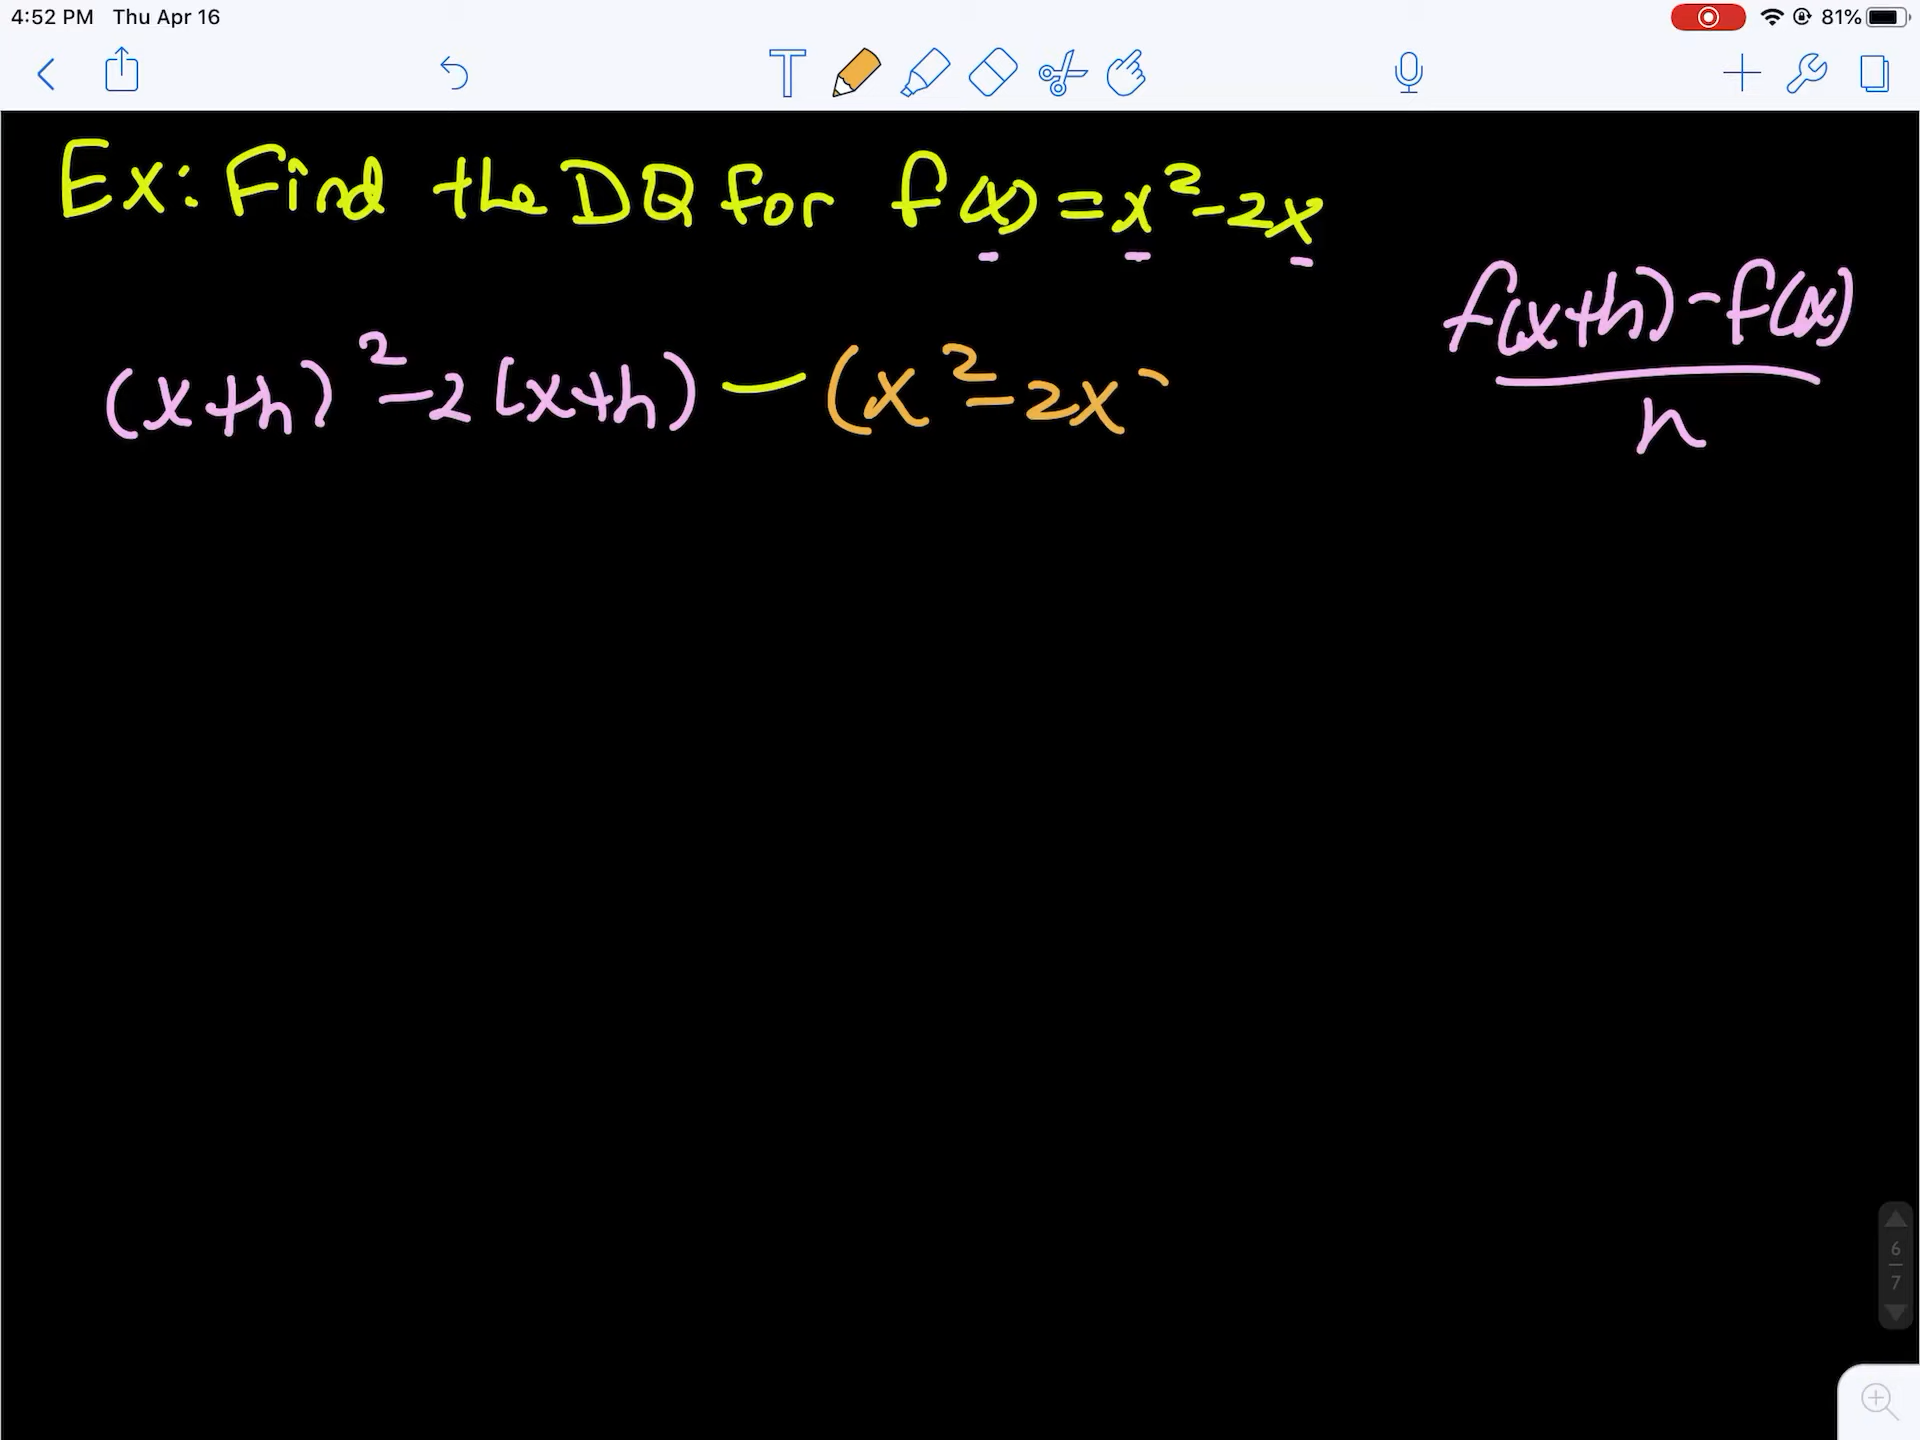 4:52 PM Thu Apr 16 81%
Ex: Find the DQ for f(x) = x² - 2x
f(x+h) - f(x)
h
(x+h)² - 2(x+h) - (x² - 2x
6
7